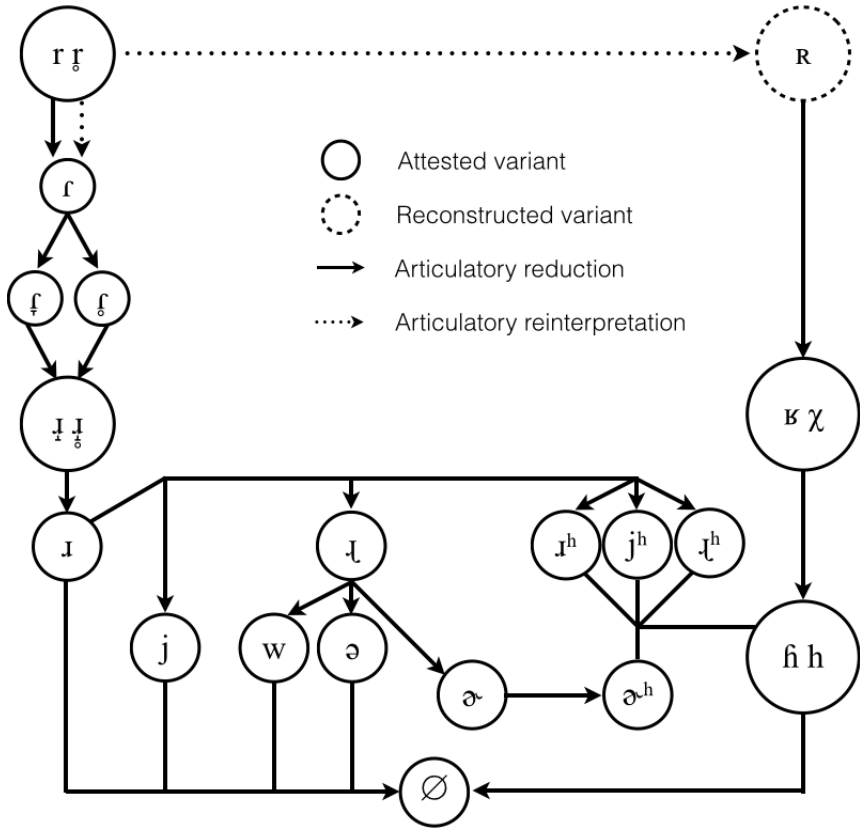 r r̥
ʀ
Attested variant
ɾ
Reconstructed variant
Articulatory reduction
ɾ̞ ɾ̥
Articulatory reinterpretation
ɹ̝ ɹ̝̊
ʁ χ
ɹ
ɻ
ɹʰ jʰ ɻʰ
j
w
ə
ɦ h
ɚ
ɚʰ
∅